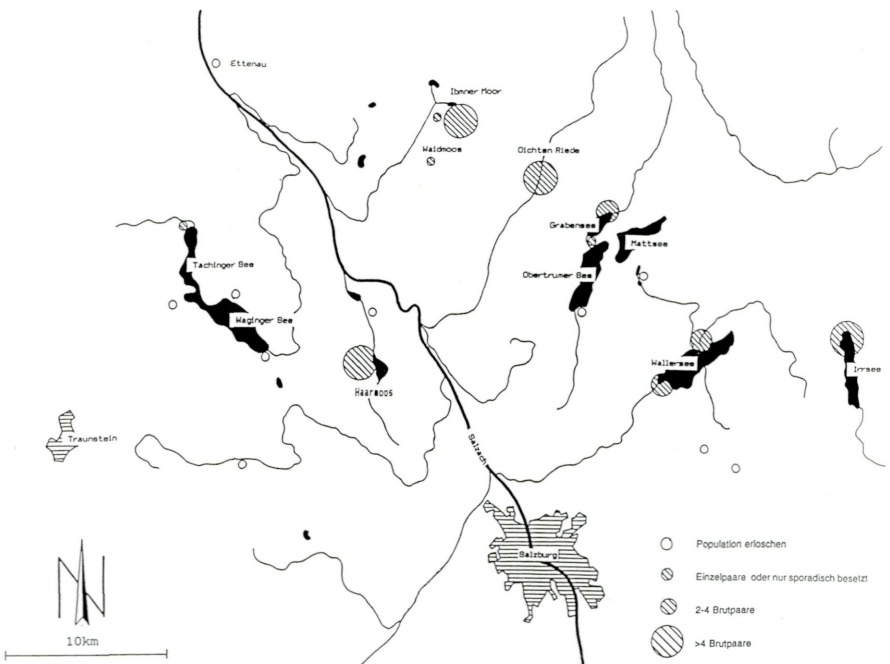 Ettenau
Ibmner Moor
Waidmoos
Oichten Riede
Grabensee
Mattsee
Tachinger See
Obertrumer See
Waginger See
Wallersee
Irrsee
Haarmoos
Traunstein
Salzach
Salzburg
N
10km
Population erloschen
Einzelpaare oder nur sporadisch besetzt
2-4 Brutpaare
>4 Brutpaare